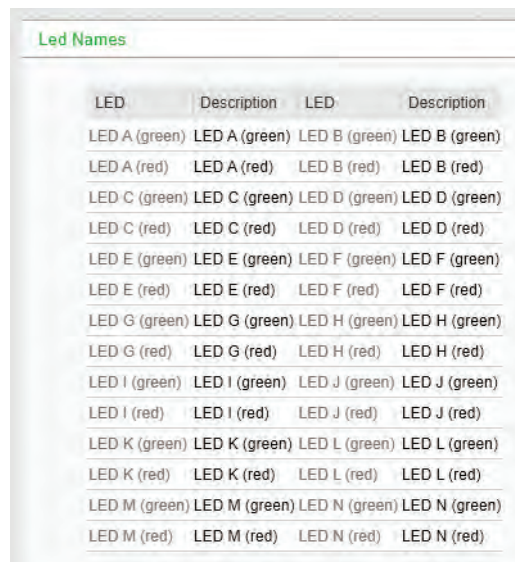 Led Names
LED Description LED Description
LED A (green) LED A (green) LED B (green) LED B (green)
LED A (red) LED A (red) LED B (red) LED B (red)
LED C (green) LED C (green) LED D (green) LED D (green)
LED C (red) LED C (red) LED D (red) LED D (red)
LED E (green) LED E (green) LED F (green) LED F (green)
LED E (red) LED E (red) LED F (red) LED F (red)
LED G (green) LED G (green) LED H (green) LED H (green)
LED G (red) LED G (red) LED H (red) LED H (red)
LED I (green) LED I (green) LED J (green) LED J (green)
LED I (red) LED I (red) LED J (red) LED J (red)
LED K (green) LED K (green) LED L (green) LED L (green)
LED K (red) LED K (red) LED L (red) LED L (red)
LED M (green) LED M (green) LED N (green) LED N (green)
LED M (red) LED M (red) LED N (red) LED N (red)